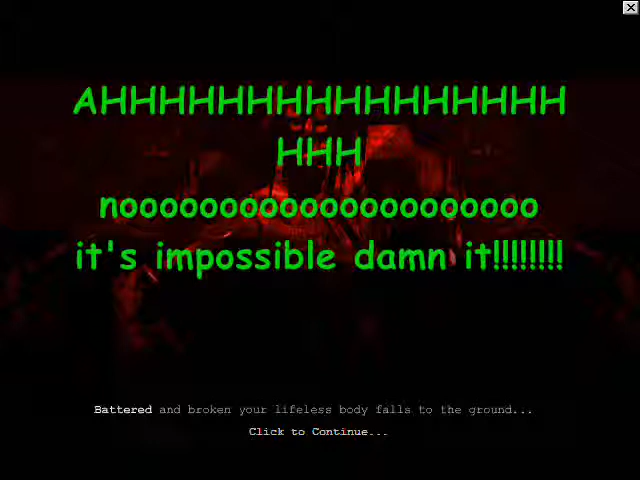 AHHHHHHHHHHHHHHHH
HHH
nooooooooooooooooooooo
it's impossible damn it!!!!!!!!
Battered and broken your lifeless body falls to the ground...
Click to Continue...